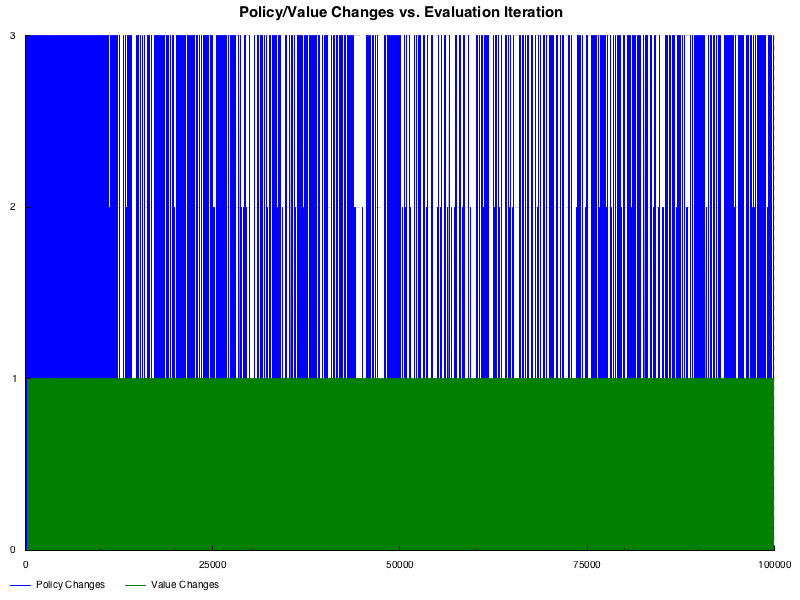 Policy/Value Changes vs. Evaluation Iteration
3
2
1
0
0 25000 50000 75000 100000
Policy Changes Value Changes